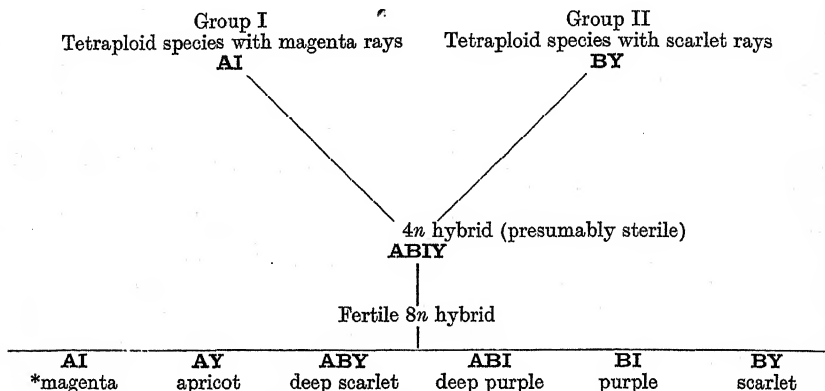 Group I
Tetraploid species with magenta rays
AI
Group II
Tetraploid species with scarlet rays
BY
4n hybrid (presumably sterile)
ABIY
Fertile 8n hybrid
AI AY ABY ABI BI BY
*magenta apricot deep scarlet deep purple purple scarlet